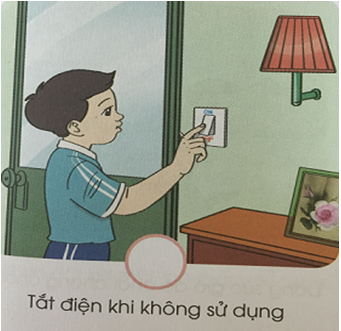 Tắt điện khi không sử dụng